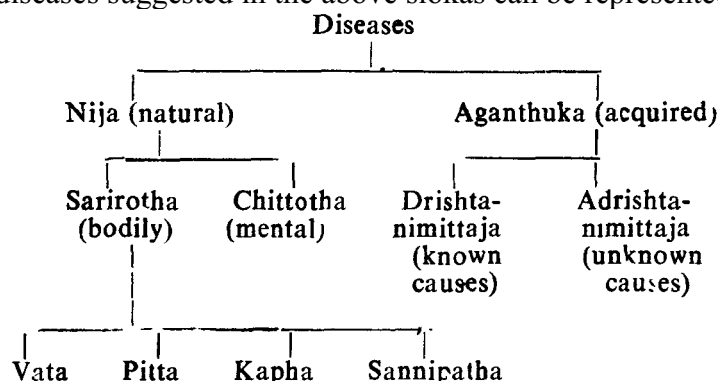 diseases suggested in the above slokas can be represente
Diseases
Nija (natural) Aganthuka (acquired)
Sarirotha Chittotha Drishta- Adrishta-
(bodily) (mental) nimittaja nimittaja
(known (unknown
causes) causes)
Vata Pitta Kapha Sannipatha